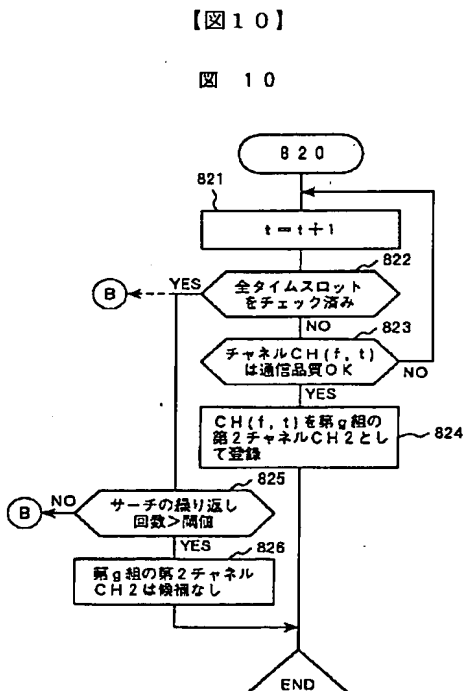 【図１０】
図 10
820
821
t=t+1
822
YES
B
全タイムスロット
をチェック済み
NO
823
チャネルCH(f, t)
は通信品質OK
NO
YES
CH(f, t)を第g組の
第2チャネルCH2とし
て登録
824
825
B
NO
サーチの繰り返し
回数>閾値
YES
826
第g組の第2チャネル
CH2は候補なし
END